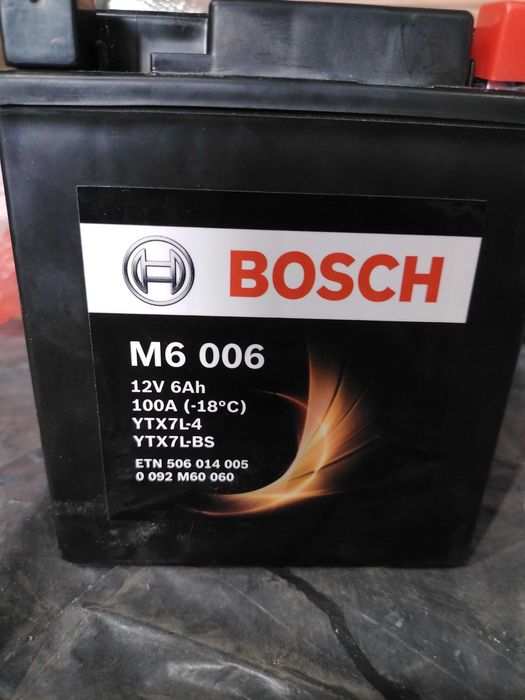 BOSCH
M6 006
12V 6Ah
100A (-18°C)
YTX7L-4
YTX7L-BS
ETN 506 014 005
0 092 M60 060